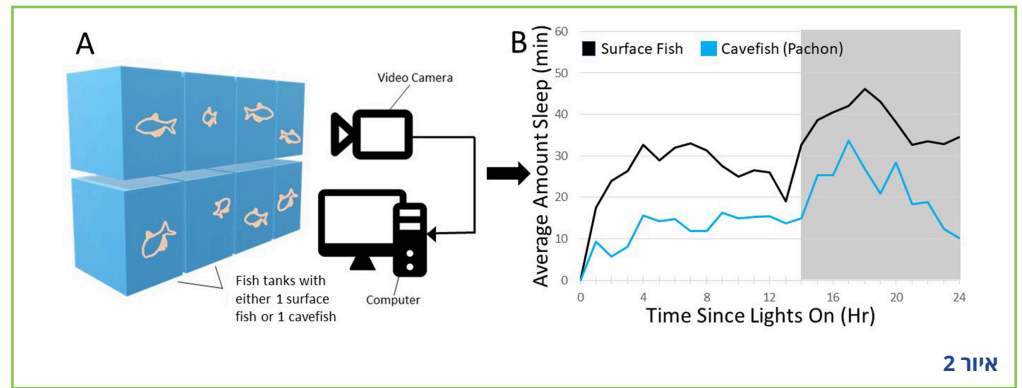 A
Video Camera
Computer
Fish tanks with
either 1 surface
fish or 1 cavefish
B
Surface Fish
Cavefish (Pachon)
Average Amount Sleep (min)
60
50
40
30
20
10
0
0 4 8 12 16 20 24
Time Since Lights On (Hr)
איור 2